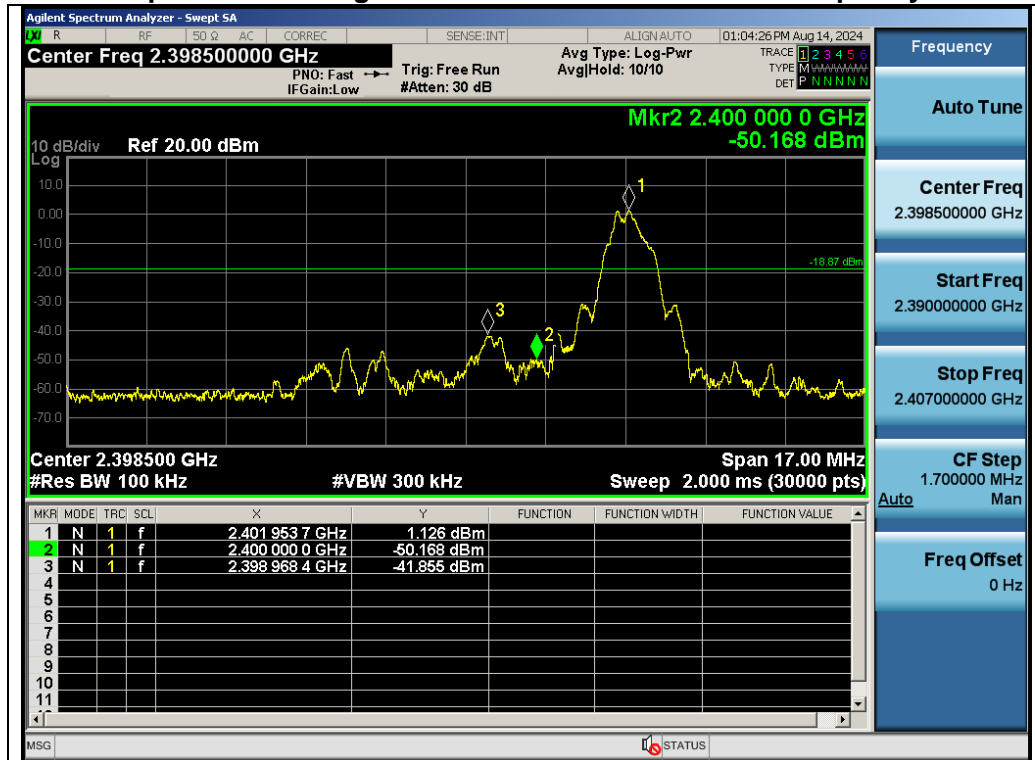 Agilent Spectrum Analyzer - Swept SA
LXI R RF 50 Ω AC CORREC SENSE:INT ALIGN AUTO 01:04:26 PM Aug 14, 2024
Center Freq 2.398500000 GHz
PNO: Fast
IFGain:Low
Trig: Free Run
#Atten: 30 dB
Avg Type: Log-Pwr
Avg|Hold: 10/10
TRACE 1 2 3 4 5 6
TYPE M
DET P N N N N N
Mkr2 2.400 000 0 GHz
-50.168 dBm
10 dB/div Ref 20.00 dBm
Log
10.0
0.00
-10.0
-20.0
-30.0
-40.0
-50.0
-60.0
-70.0
1
-18.87 dBm
3
2
Center 2.398500 GHz Span 17.00 MHz
#Res BW 100 kHz #VBW 300 kHz Sweep 2.000 ms (30000 pts)
MKR MODE TRC SCL X Y FUNCTION FUNCTION WIDTH FUNCTION VALUE
1 N 1 f 2.401 953 7 GHz 1.126 dBm
2 N 1 f 2.400 000 0 GHz -50.168 dBm
3 N 1 f 2.398 968 4 GHz -41.855 dBm
4
5
6
7
8
9
10
11
MSG STATUS
Frequency
Auto Tune
Center Freq
2.398500000 GHz
Start Freq
2.390000000 GHz
Stop Freq
2.407000000 GHz
CF Step
1.700000 MHz
Auto Man
Freq Offset
0 Hz